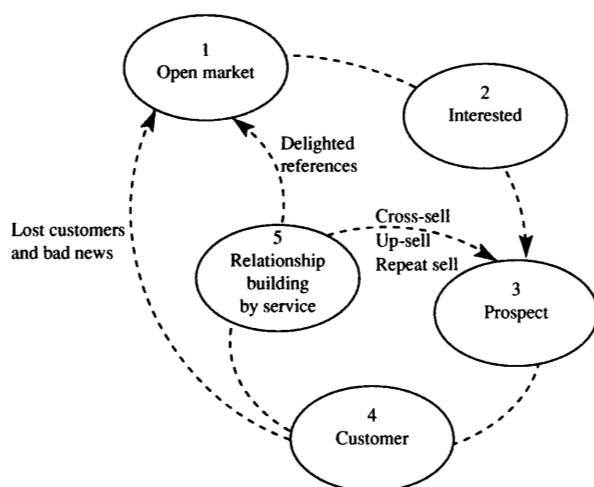 1
Open market
2
Interested
Delighted
references
Lost customers
and bad news
Cross-sell
Up-sell
Repeat sell
5
Relationship
building
by service
3
Prospect
4
Customer